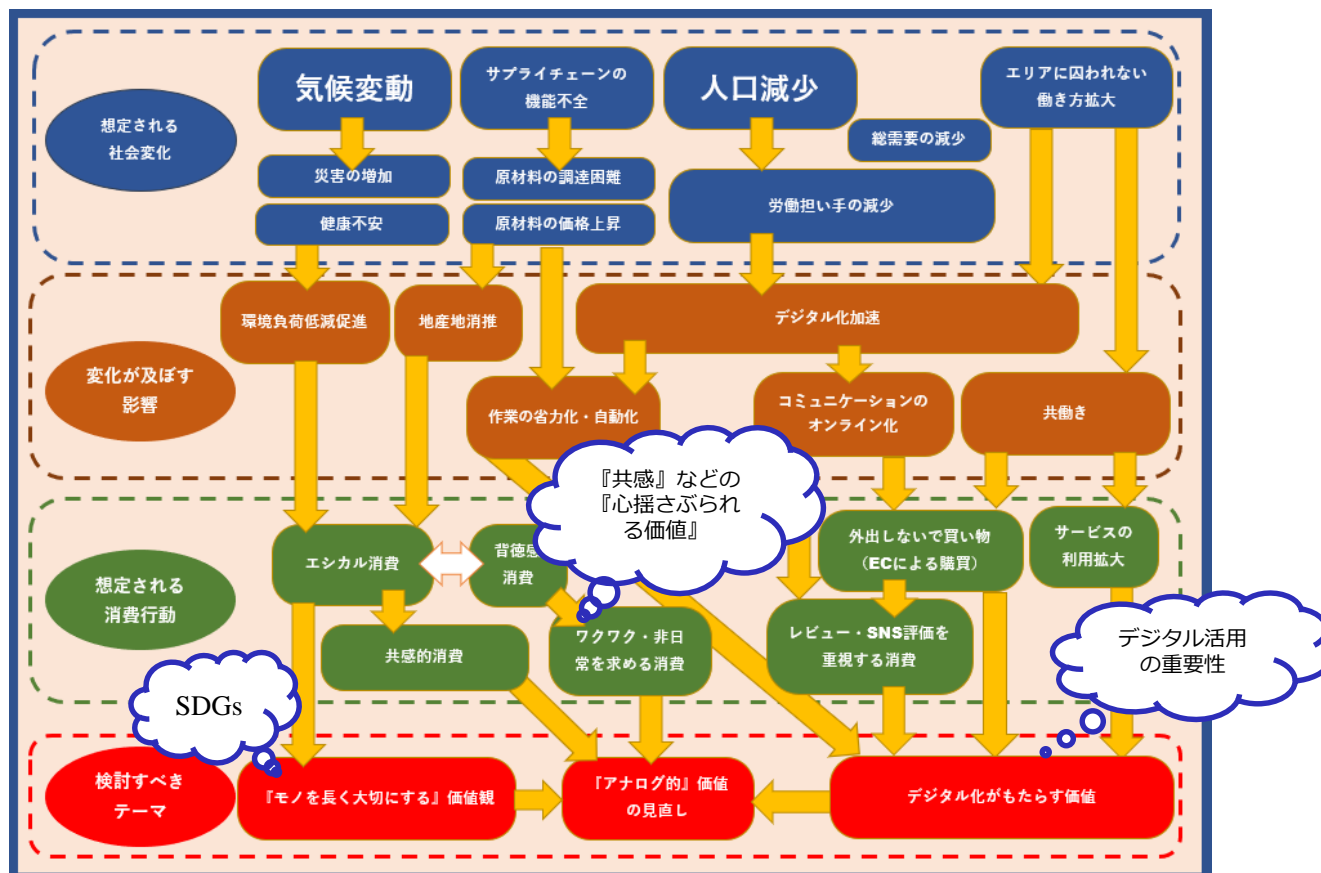 想定される
社会変化
気候変動
サプライチェーンの
機能不全
人口減少
エリアに囚われない
働き方拡大
総需要の減少
災害の増加
原材料の調達困難
労働担い手の減少
健康不安
原材料の価格上昇
変化が及ぼす
影響
環境負荷低減促進
地産地消推
デジタル化加速
作業の省力化・自動化
コミュニケーションの
オンライン化
共働き
『共感』などの
『心揺さぶられ
る価値』
想定される
消費行動
エシカル消費
背徳感
消費
外出しないで買い物
（ECによる購買）
サービスの
利用拡大
共感的消費
ワクワク・非日
常を求める消費
レビュー・SNS評価を
重視する消費
デジタル活用
の重要性
SDGs
検討すべき
テーマ
『モノを長く大切にする』価値観
『アナログ的』価値
の見直し
デジタル化がもたらす価値